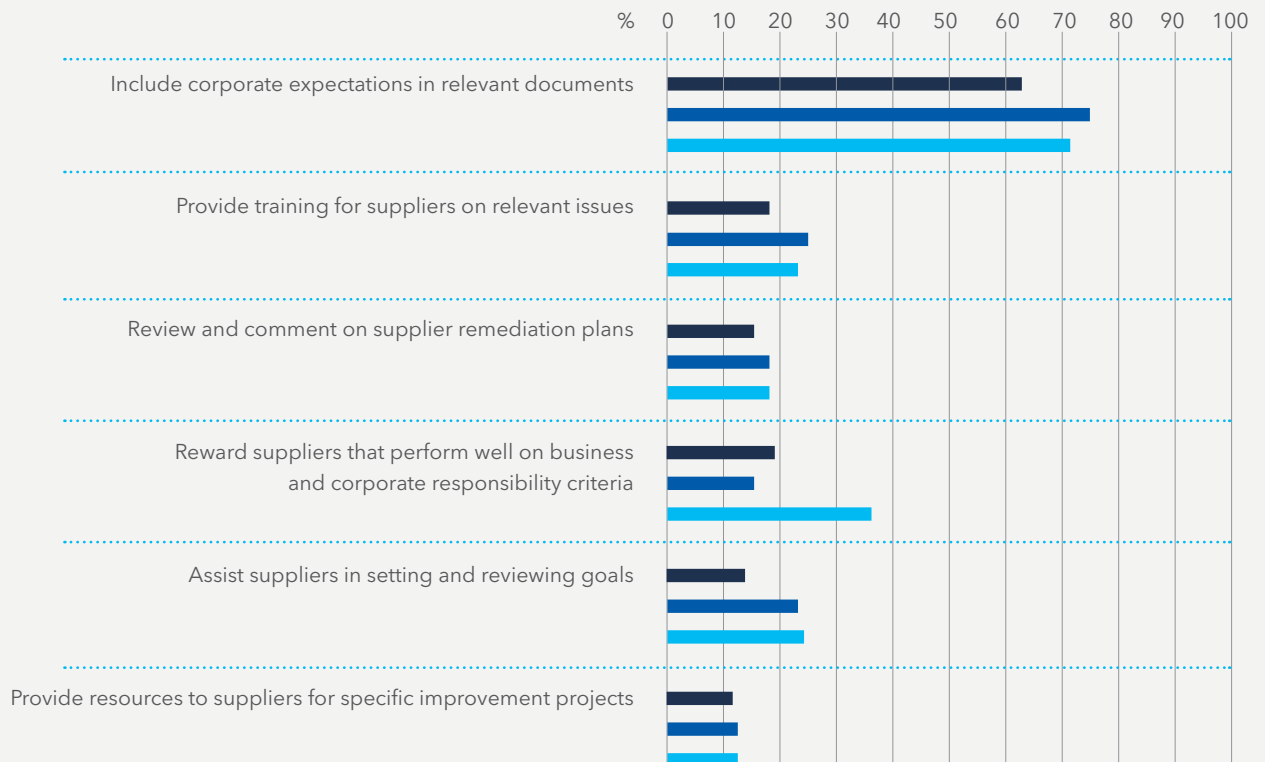 % 0 10 20 30 40 50 60 70 80 90 100
Include corporate expectations in relevant documents
Provide training for suppliers on relevant issues
Review and comment on supplier remediation plans
Reward suppliers that perform well on business
and corporate responsibility criteria
Assist suppliers in setting and reviewing goals
Provide resources to suppliers for specific improvement projects